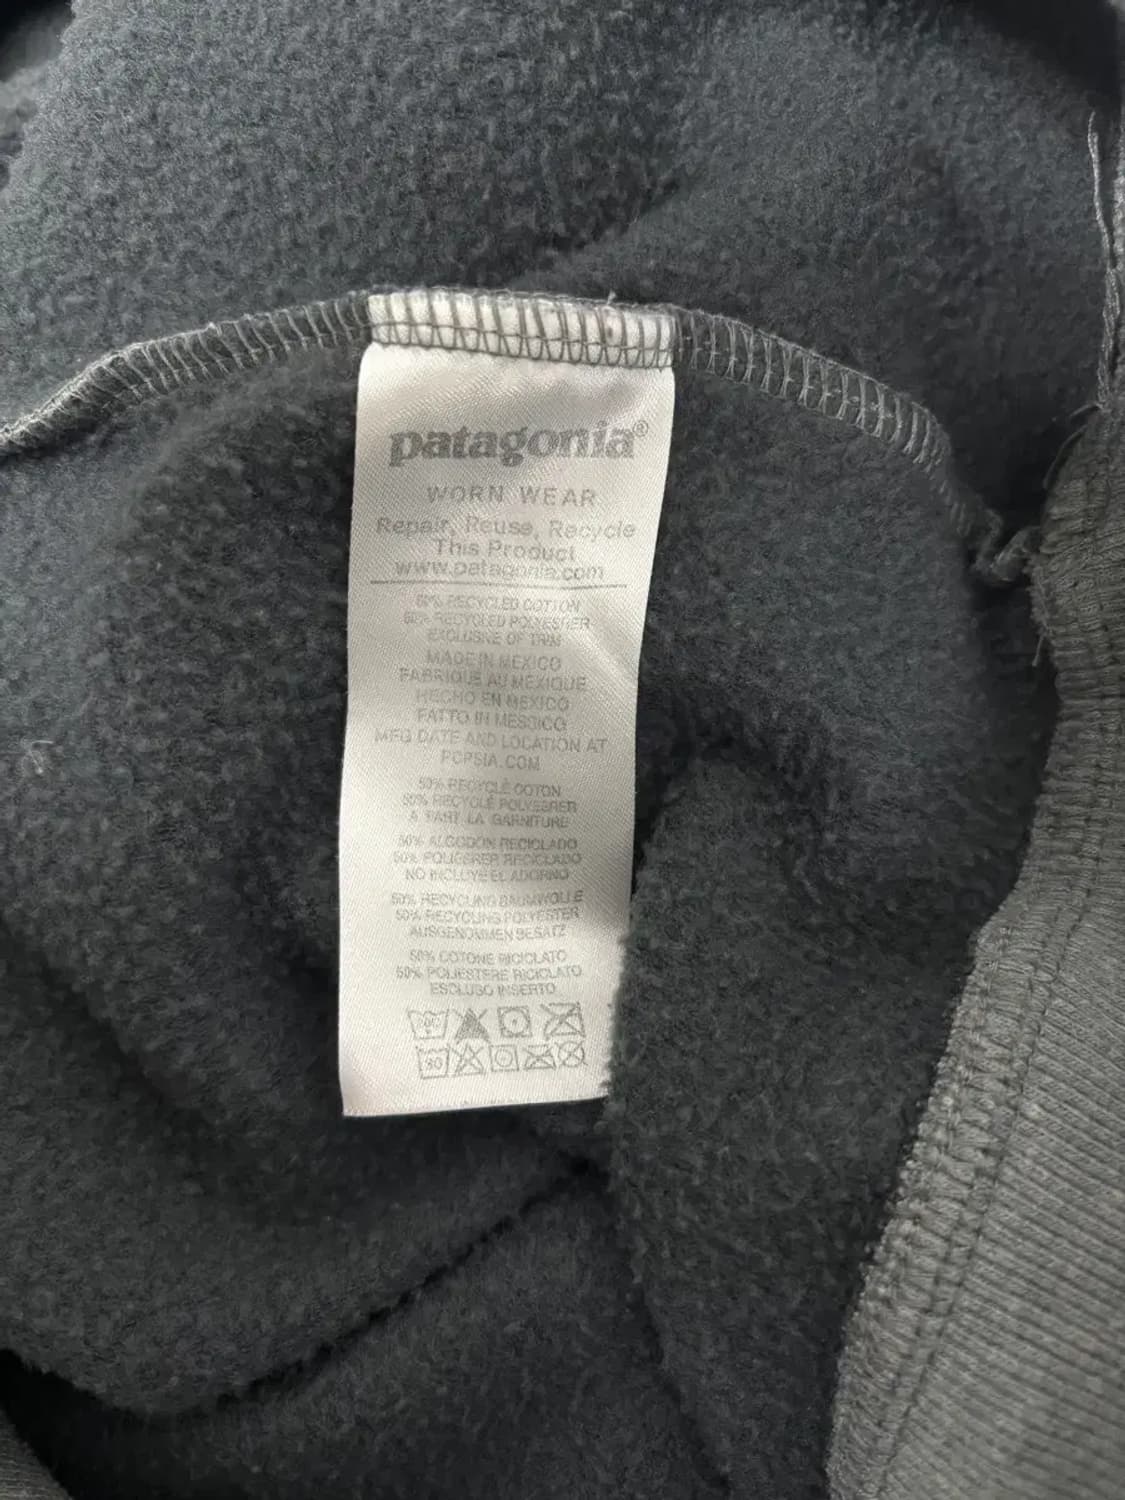 patagonia®
WORN WEAR
Repair, Reuse, Recycle
This Product
www.patagonia.com
50% RECYCLED COTTON
50% RECYCLED POLYESTER
EXCLUSIVE OF TRIM
MADE IN MEXICO
FABRIQUE AU MEXIQUE
HECHO EN MEXICO
FATTO IN MESSICO
MFG DATE AND LOCATION AT
PCPSIA.COM
50% RECYCLÉ COTON
50% RECYCLÉ POLYESTER
À PART LA GARNITURE
50% ALGODON RECICLADO
50% POLIÉSTER RECICLADO
NO INCLUYE EL ADORNO
50% RECYCLING BAUMWOLLE
50% RECYCLING POLYESTER
AUSGENOMMEN BESATZ
50% COTONE RICICLATO
50% POLIESTERE RICICLATO
ESCLUSO INSERTO
30